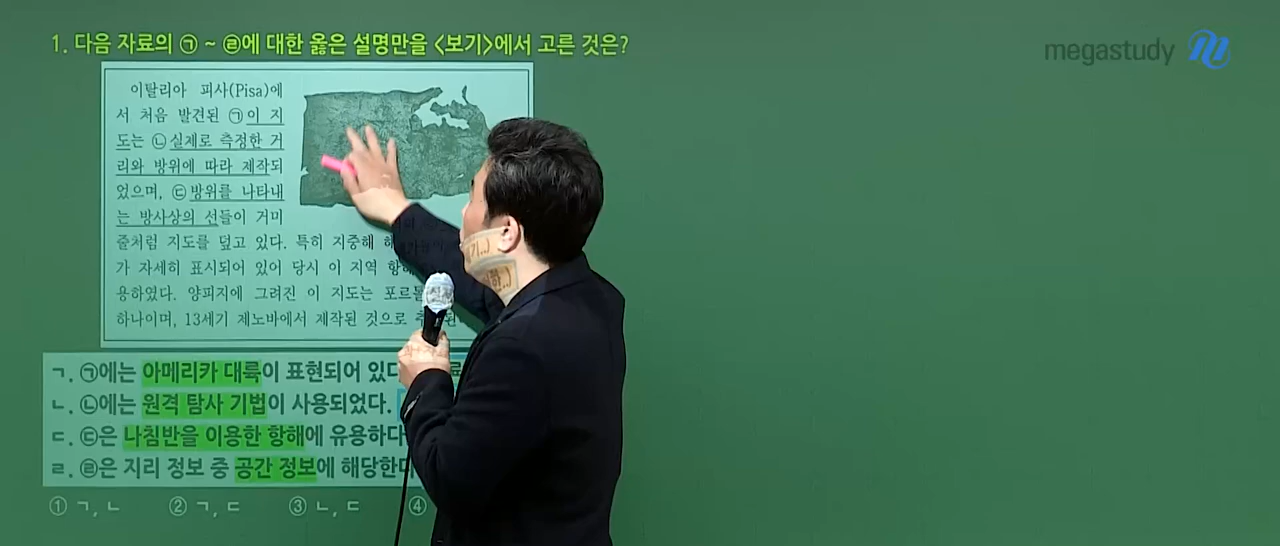 1. 다음 자료의 ㉠ ~ ㉣에 대한 옳은 설명만을 <보기>에서 고른 것은?
megastudy
이탈리아 피사(Pisa)에
서 처음 발견된 ㉠이 지
도는 ㉡실제로 측정한 거
리와 방위에 따라 제작되
었으며, ㉢방위를 나타내
는 방사상의 선들이 거미
줄처럼 지도를 덮고 있다. 특히 지중해
가 자세히 표시되어 있어 당시 이 지역
용하였다. 양피지에 그려진 이 지도는
하나이며, 13세기 제노바에서 제작된 것으로
ㄱ. ㉠에는 아메리카 대륙이 표현되어 있다
ㄴ. ㉡에는 원격 탐사 기법이 사용되었다.
ㄷ. ㉢은 나침반을 이용한 항해에 유용하다
ㄹ. ㉣은 지리 정보 중 공간 정보에 해당한다
① ㄱ, ㄴ ② ㄱ, ㄷ ③ ㄴ, ㄷ ④